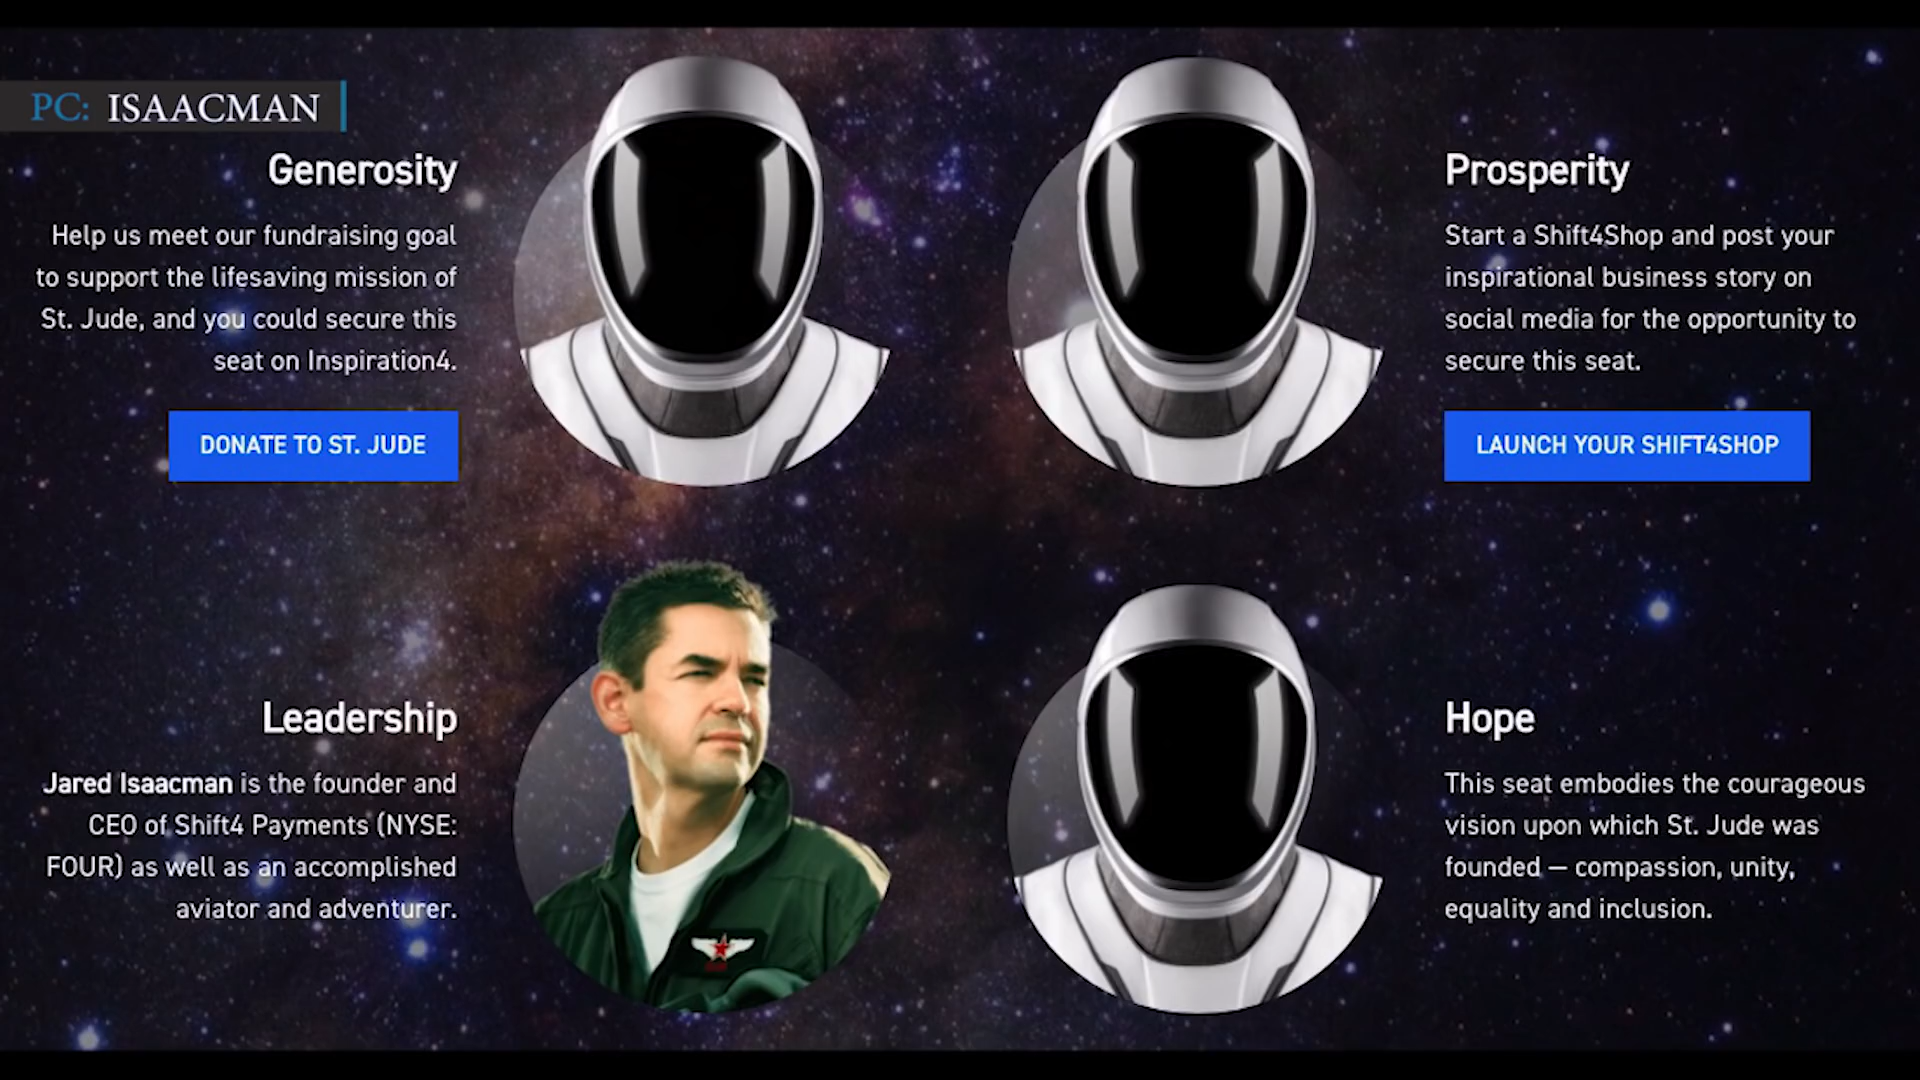 PC: ISAACMAN
Generosity
Help us meet our fundraising goal
to support the lifesaving mission of
St. Jude, and you could secure this
seat on Inspiration4.
DONATE TO ST. JUDE
Prosperity
Start a Shift4Shop and post your
inspirational business story on
social media for the opportunity to
secure this seat.
LAUNCH YOUR SHIFT4SHOP
Leadership
Jared Isaacman is the founder and
CEO of Shift4 Payments (NYSE:
FOUR) as well as an accomplished
aviator and adventurer.
Hope
This seat embodies the courageous
vision upon which St. Jude was
founded — compassion, unity,
equality and inclusion.